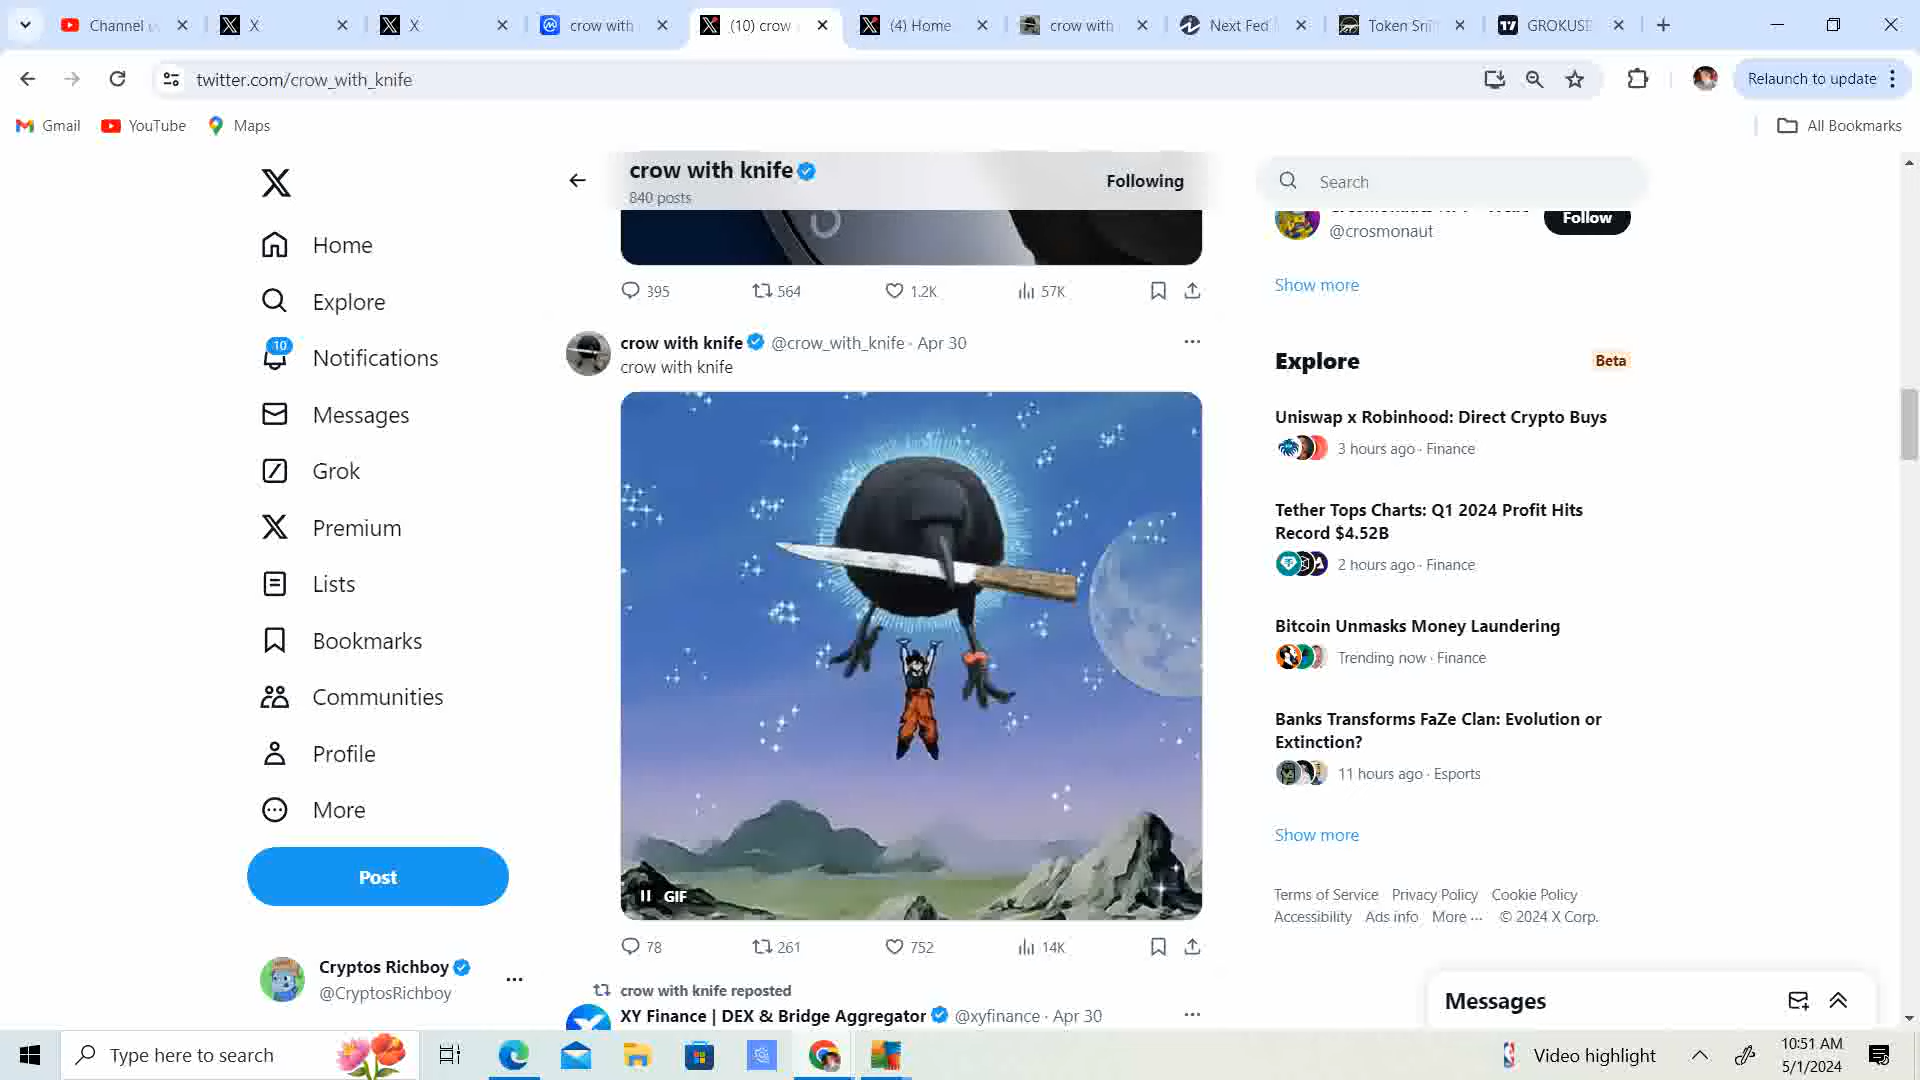 Channel
X
X
crow with
(10) crow
(4) Home
crow with
Next Fed
Token Sni
GROKUSD
twitter.com/crow_with_knife
Relaunch to update
Gmail
YouTube
Maps
All Bookmarks
crow with knife
840 posts
Following
Search
@crosmonaut
Follow
Show more
Home
Explore
10
Notifications
Messages
Grok
Premium
Lists
Bookmarks
Communities
Profile
More
Post
Cryptos Richboy
@CryptosRichboy
395
564
1.2K
57K
crow with knife @crow_with_knife · Apr 30
crow with knife
GIF
78
261
752
14K
crow with knife reposted
XY Finance | DEX & Bridge Aggregator @xyfinance · Apr 30
Explore
Beta
Uniswap x Robinhood: Direct Crypto Buys
3 hours ago · Finance
Tether Tops Charts: Q1 2024 Profit Hits
Record $4.52B
2 hours ago · Finance
Bitcoin Unmasks Money Laundering
Trending now · Finance
Banks Transforms FaZe Clan: Evolution or
Extinction?
11 hours ago · Esports
Show more
Terms of Service Privacy Policy Cookie Policy
Accessibility Ads info More ··· © 2024 X Corp.
Messages
Type here to search
Video highlight
10:51 AM
5/1/2024